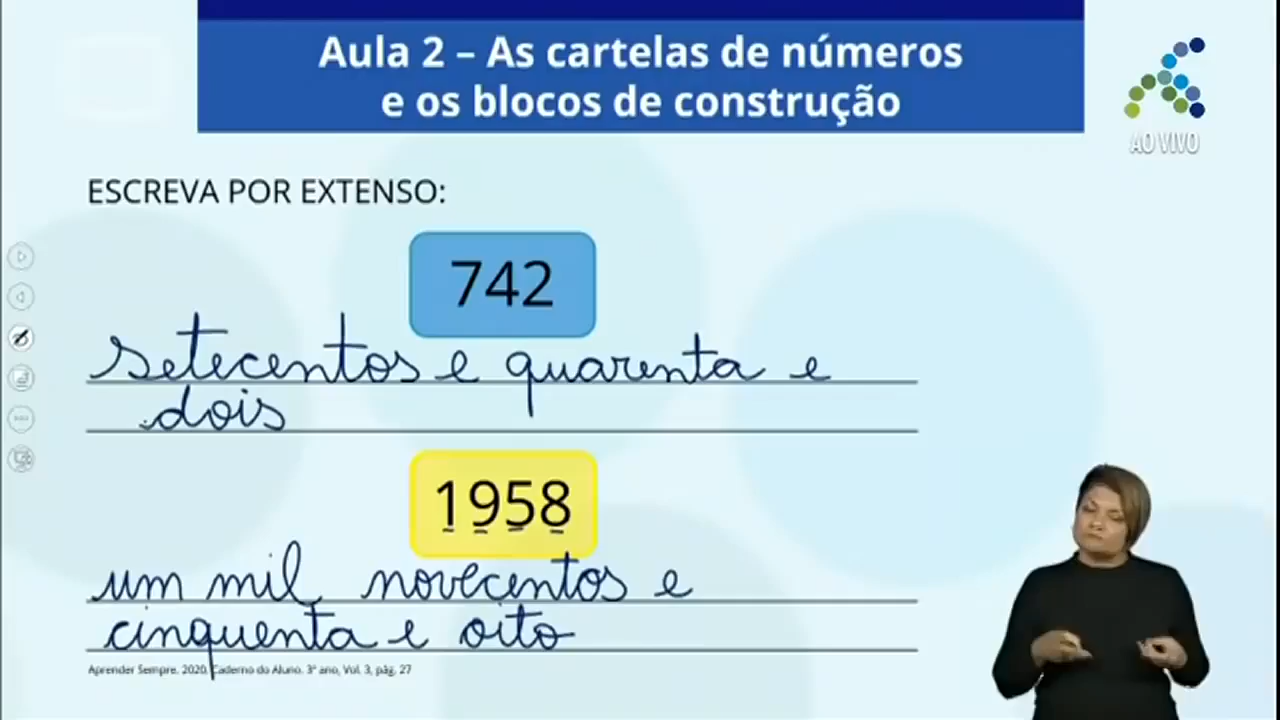 Aula 2 – As cartelas de números
e os blocos de construção
AO VIVO
ESCREVA POR EXTENSO:
742
setecentos e quarenta e
dois
1958
um mil, novecentos e
cinquenta e oito
Aprender Sempre, 2020, Caderno do Aluno. 3º ano, Vol. 3, pág. 27